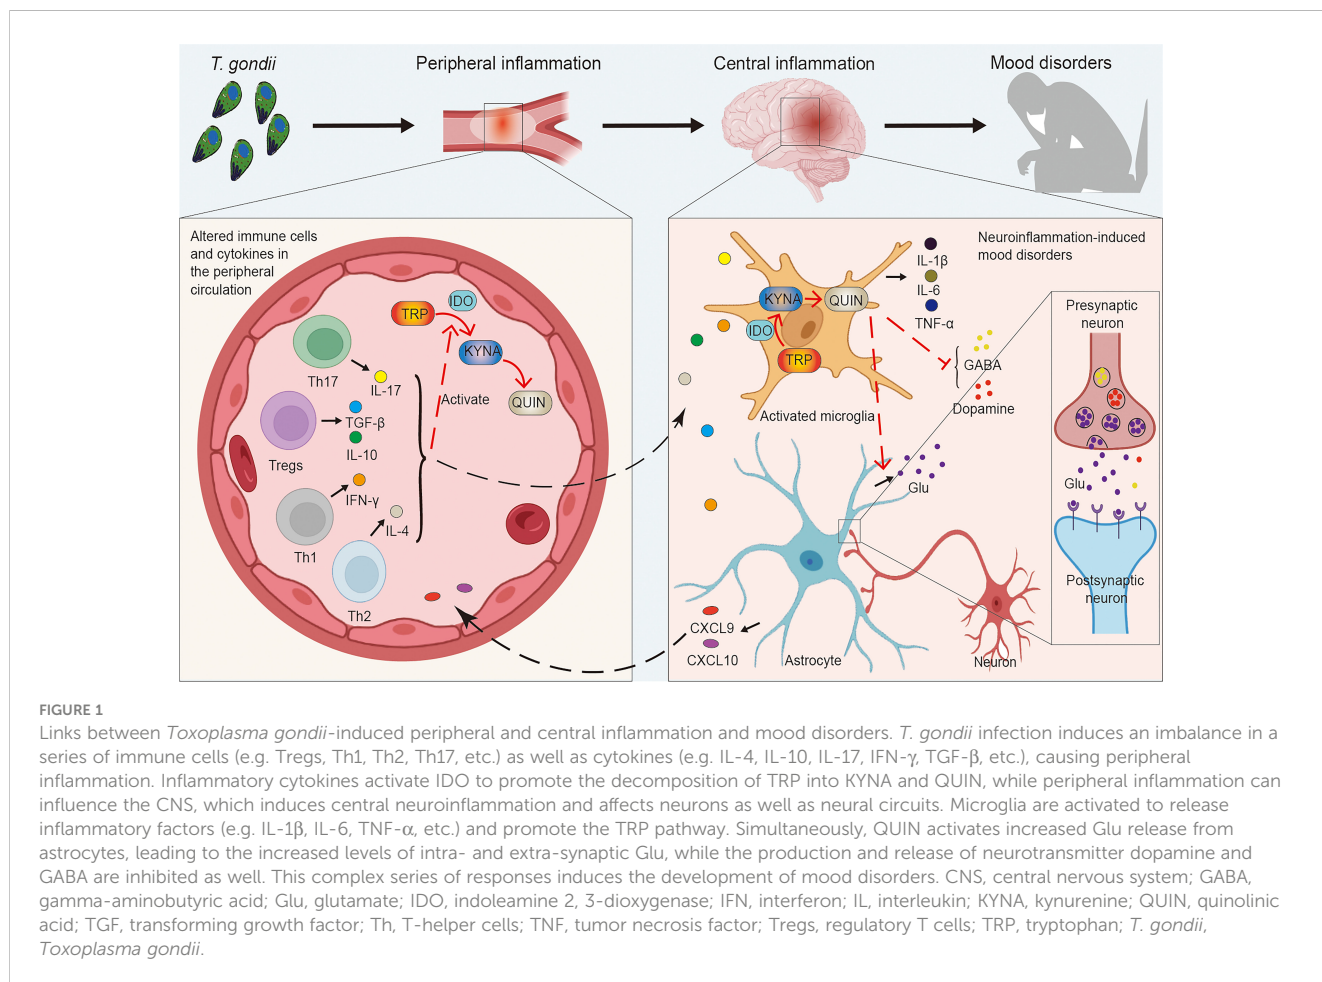 T. gondii
Peripheral inflammation
Central inflammation
Mood disorders
Altered immune cells
and cytokines in
the peripheral
circulation
TRP
IDO
KYNA
QUIN
Activate
Th17
IL-17
TGF-β
IL-10
Tregs
IFN-γ
Th1
IL-4
Th2
Neuroinflammation-induced
mood disorders
IL-1β
IL-6
TNF-α
KYNA
QUIN
IDO
TRP
Activated microglia
GABA
Dopamine
Glu
CXCL9
CXCL10
Astrocyte
Neuron
Presynaptic
neuron
Glu
Postsynaptic
neuron
FIGURE 1
Links between Toxoplasma gondii-induced peripheral and central inflammation and mood disorders. T. gondii infection induces an imbalance in a
series of immune cells (e.g. Tregs, Th1, Th2, Th17, etc.) as well as cytokines (e.g. IL-4, IL-10, IL-17, IFN-γ, TGF-β, etc.), causing peripheral
inflammation. Inflammatory cytokines activate IDO to promote the decomposition of TRP into KYNA and QUIN, while peripheral inflammation can
influence the CNS, which induces central neuroinflammation and affects neurons as well as neural circuits. Microglia are activated to release
inflammatory factors (e.g. IL-1β, IL-6, TNF-α, etc.) and promote the TRP pathway. Simultaneously, QUIN activates increased Glu release from
astrocytes, leading to the increased levels of intra- and extra-synaptic Glu, while the production and release of neurotransmitter dopamine and
GABA are inhibited as well. This complex series of responses induces the development of mood disorders. CNS, central nervous system; GABA,
gamma-aminobutyric acid; Glu, glutamate; IDO, indoleamine 2, 3-dioxygenase; IFN, interferon; IL, interleukin; KYNA, kynurenine; QUIN, quinolinic
acid; TGF, transforming growth factor; Th, T-helper cells; TNF, tumor necrosis factor; Tregs, regulatory T cells; TRP, tryptophan; T. gondii,
Toxoplasma gondii.